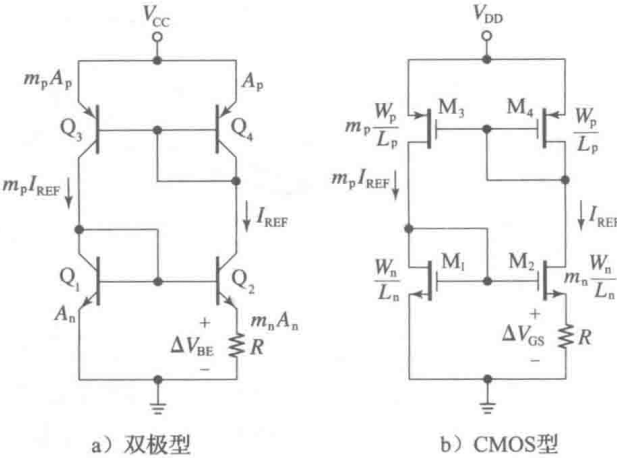 V_CC
m_pA_p
A_p
Q_3
Q_4
m_pI_REF
I_REF
Q_1
Q_2
A_n
m_nA_n
+
ΔV_BE
R
−
a）双极型
V_DD
M_3
M_4
m_p W_p/L_p
W_p/L_p
m_pI_REF
I_REF
M_1
M_2
W_n/L_n
m_n W_n/L_n
+
ΔV_GS
R
−
b）CMOS型